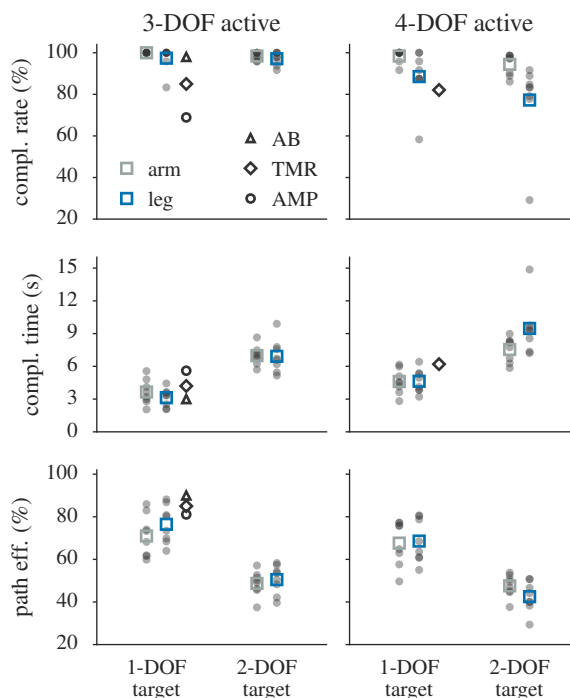 3-DOF active
4-DOF active
compl. rate (%)
100
80
60
40
20
arm
leg
AB
TMR
AMP
compl. time (s)
15
12
9
6
3
0
path eff. (%)
100
80
60
40
20
1-DOF
target
2-DOF
target
1-DOF
target
2-DOF
target